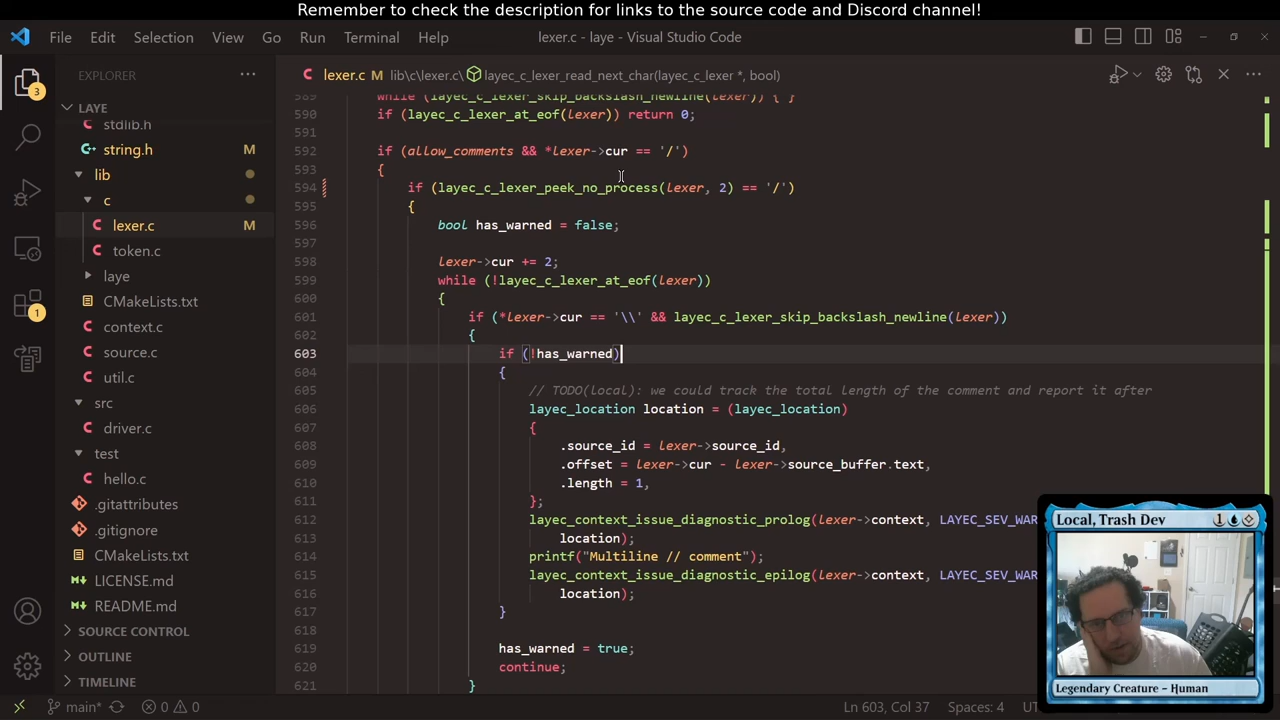 Remember to check the description for links to the source code and Discord channel!
File Edit Selection View Go Run Terminal Help
lexer.c - laye - Visual Studio Code
EXPLORER
lexer.c M
lib\c\lexer.c\ layec_c_lexer_read_next_char(layec_c_lexer *, bool)
LAYE
stdlib.h
string.h M
lib
c
lexer.c M
token.c
laye
CMakeLists.txt
context.c
source.c
util.c
src
driver.c
test
hello.c
.gitattributes
.gitignore
CMakeLists.txt
LICENSE.md
README.md
SOURCE CONTROL
OUTLINE
TIMELINE
3
1
589 while (layec_c_lexer_skip_backslash_newline(lexer)) { }
590 if (layec_c_lexer_at_eof(lexer)) return 0;
591
592 if (allow_comments && *lexer->cur == '/')
593 {
594 if (layec_c_lexer_peek_no_process(lexer, 2) == '/')
595 {
596 bool has_warned = false;
597
598 lexer->cur += 2;
599 while (!layec_c_lexer_at_eof(lexer))
600 {
601 if (*lexer->cur == '\\' && layec_c_lexer_skip_backslash_newline(lexer))
602 {
603 if (!has_warned)
604 {
605 // TODO(local): we could track the total length of the comment and report it after
606 layec_location location = (layec_location)
607 {
608 .source_id = lexer->source_id,
609 .offset = lexer->cur - lexer->source_buffer.text,
610 .length = 1,
611 };
612 layec_context_issue_diagnostic_prolog(lexer->context, LAYEC_SEV_WAR
613 location);
614 printf("Multiline // comment");
615 layec_context_issue_diagnostic_epilog(lexer->context, LAYEC_SEV_WAR
616 location);
617 }
618
619 has_warned = true;
620 continue;
621 }
Local, Trash Dev 1
Legendary Creature - Human
main* 0 0 Ln 603, Col 37 Spaces: 4